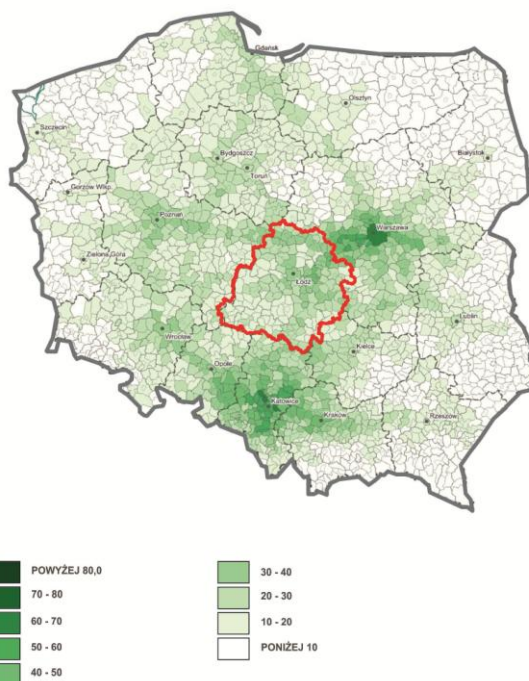 Gdańsk
Olsztyn
Szczecin
Bydgoszcz
Białystok
Toruń
Gorzów Wlkp.
Poznań
Warszawa
Zielona Góra
Łódź
Lublin
Wrocław
Kielce
Opole
Katowice
Kraków
Rzeszów
POWYŻEJ 80,0
70 - 80
60 - 70
50 - 60
40 - 50
30 - 40
20 - 30
10 - 20
PONIŻEJ 10